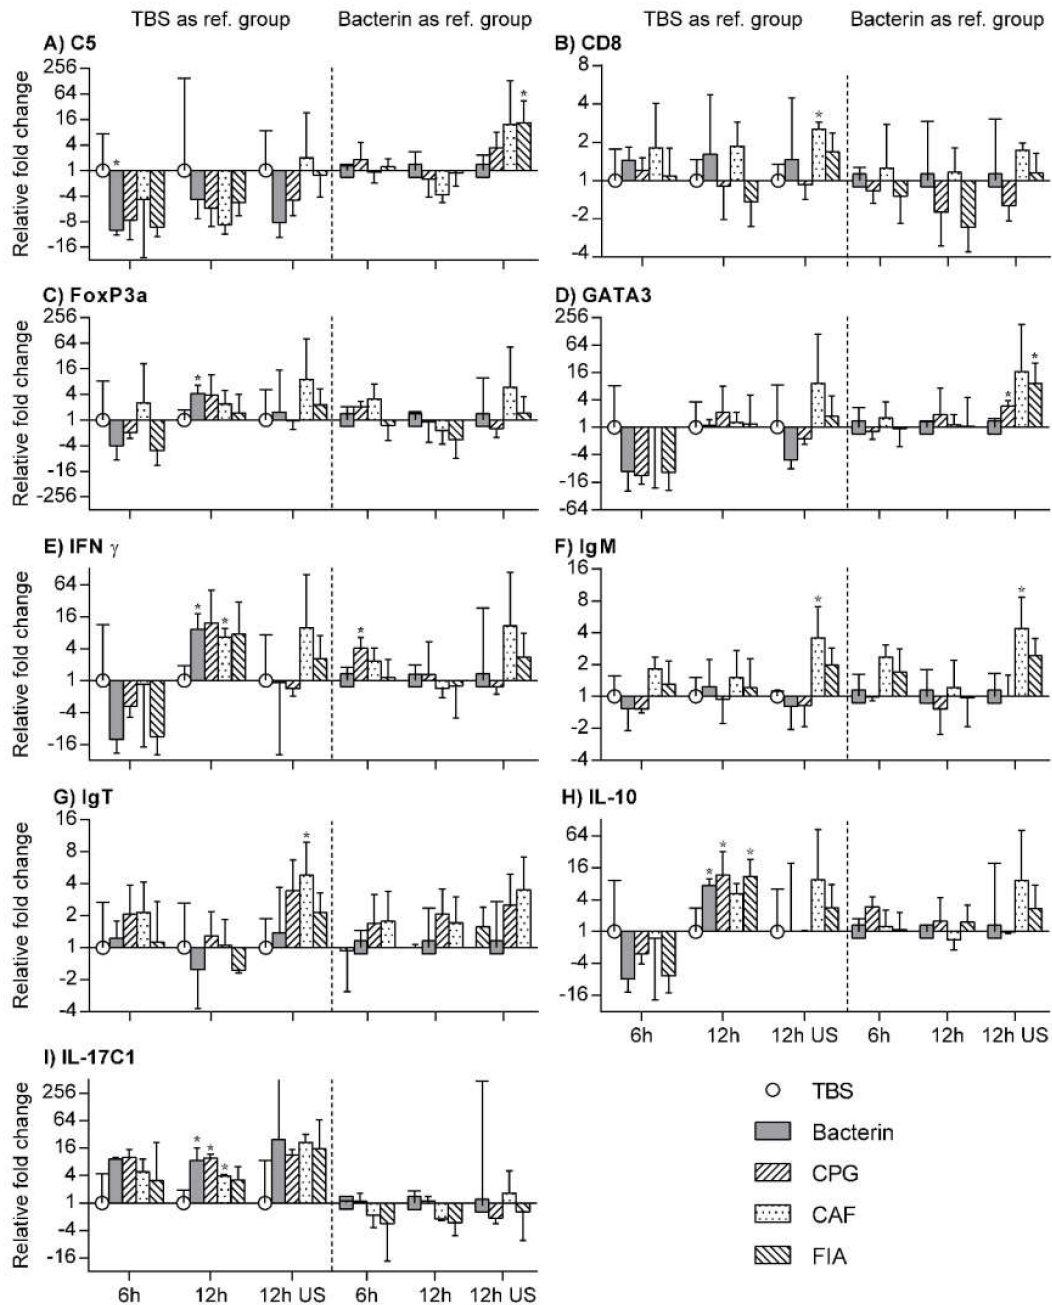 TBS as ref. group Bacterin as ref. group TBS as ref. group Bacterin as ref. group
A) C5
B) CD8
Relative fold change
256
64
16
4
1
-4
-8
-16
8
4
2
1
-2
-4
* *
*
C) FoxP3a
D) GATA3
Relative fold change
256
64
16
4
1
-4
-16
-256
256
64
16
4
1
-4
-16
-64
*
* *
E) IFN γ
F) IgM
Relative fold change
64
16
4
1
-4
-16
16
8
4
2
1
-2
-4
* * *
* *
G) IgT
H) IL-10
Relative fold change
16
8
4
2
1
-2
-4
64
16
4
1
-4
-16
*
* * *
6h 12h 12h US 6h 12h 12h US
I) IL-17C1
Relative fold change
256
64
16
4
1
-4
-16
* * *
6h 12h 12h US 6h 12h 12h US
TBS
Bacterin
CPG
CAF
FIA